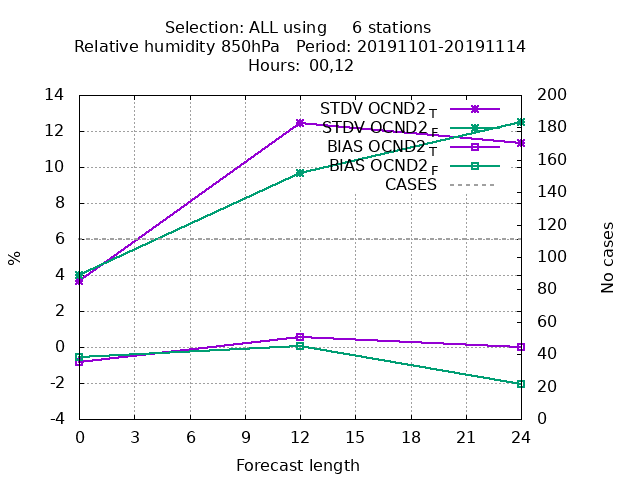 Selection: ALL using     6 stations
Relative humidity 850hPa   Period: 20191101-20191114
Hours: 00,12
STDV OCND2_T
STDV OCND2_F
BIAS OCND2_T
BIAS OCND2_F
CASES
14
12
10
8
6
4
2
0
-2
-4
%
200
180
160
140
120
100
80
60
40
20
0
No cases
0 3 6 9 12 15 18 21 24
Forecast length